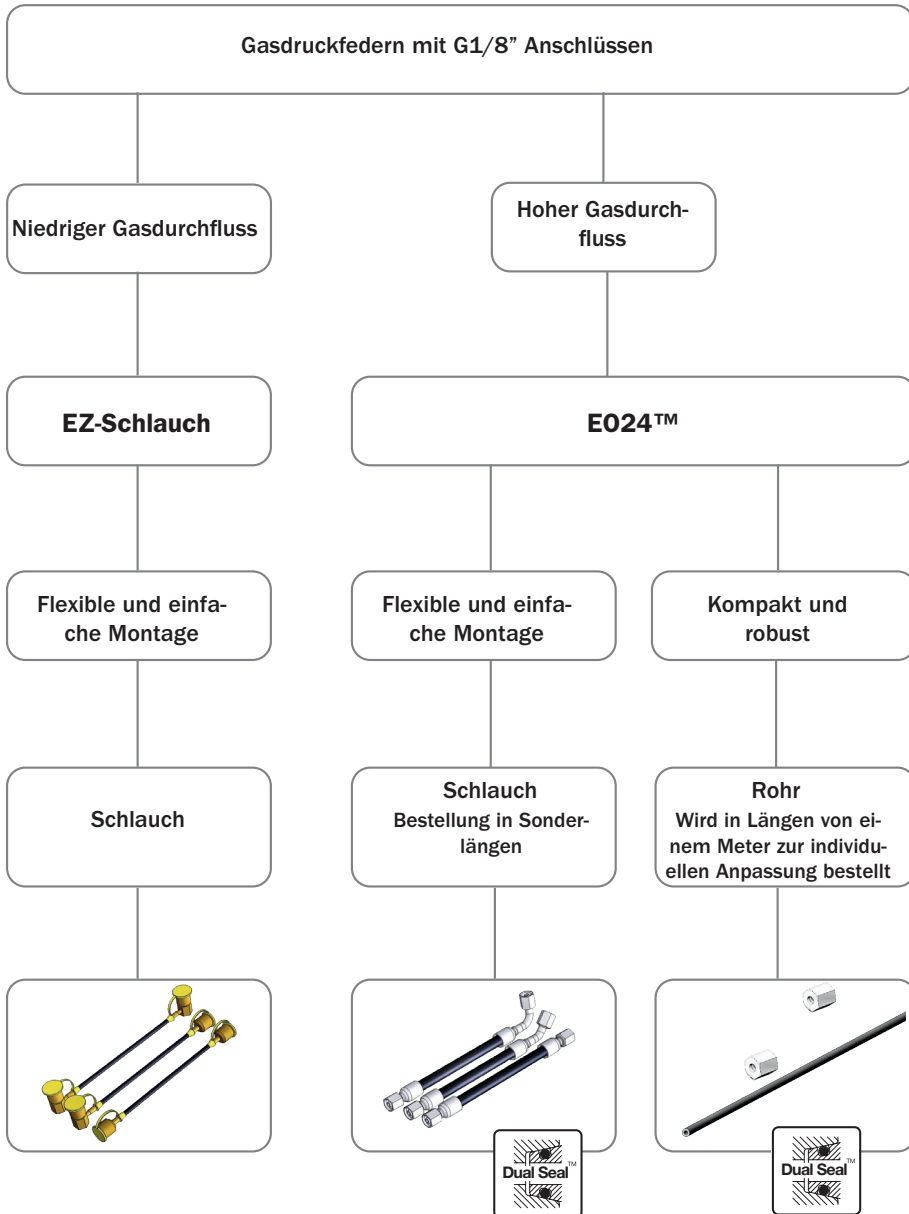 Gasdruckfedern mit G1/8” Anschlüssen
Niedriger Gasdurchfluss
Hoher Gasdurch-
fluss
EZ-Schlauch
EO24™
Flexible und einfa-
che Montage
Flexible und einfa-
che Montage
Kompakt und
robust
Schlauch
Schlauch
Bestellung in Sonder-
längen
Rohr
Wird in Längen von ei-
nem Meter zur individu-
ellen Anpassung bestellt
Dual Seal™
Dual Seal™